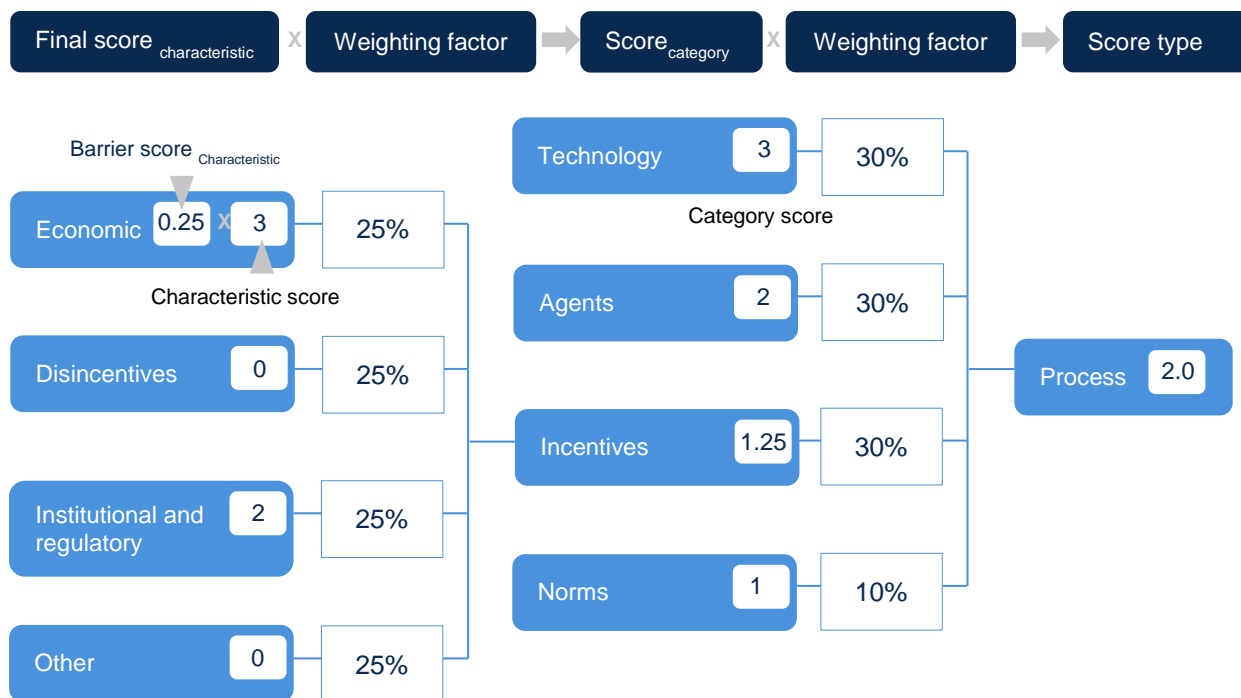 Final score characteristic X Weighting factor Score category X Weighting factor Score type
Barrier score Characteristic
Economic 0.25 X 3 25%
Characteristic score
Disincentives 0 25%
Institutional and
regulatory
2 25%
Other 0 25%
Technology 3 30%
Category score
Agents 2 30%
Incentives 1.25 30%
Norms 1 10%
Process 2.0